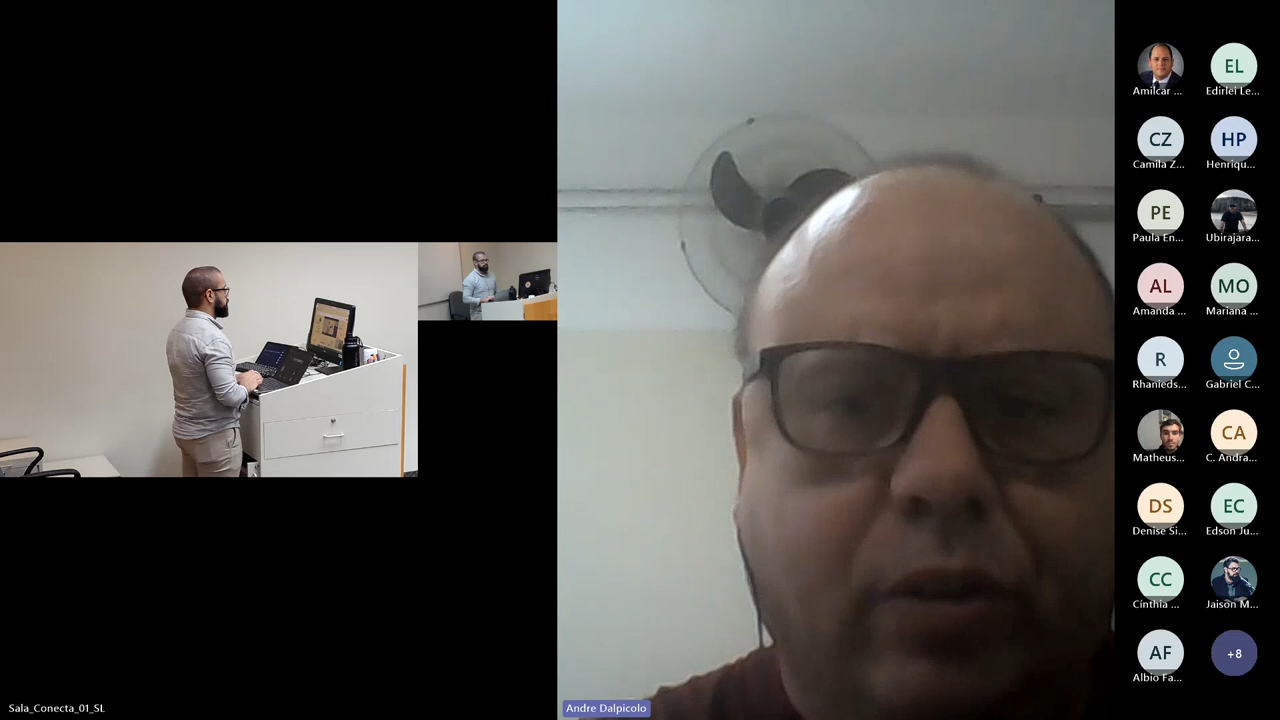 Sala_Conecta_01_SL
Andre Dalpicolo
Amilcar ...
EL
Edirlei Le...
CZ
Camila Z...
HP
Henriqu...
PE
Paula En...
Ubirajara...
AL
Amanda ...
MO
Mariana ...
R
Rhanieds...
Gabriel C...
Matheus...
CA
C. Andra...
DS
Denise Si...
EC
Edson Ju...
CC
Cínthia ...
Jaison M...
AF
Albio Fa...
+8